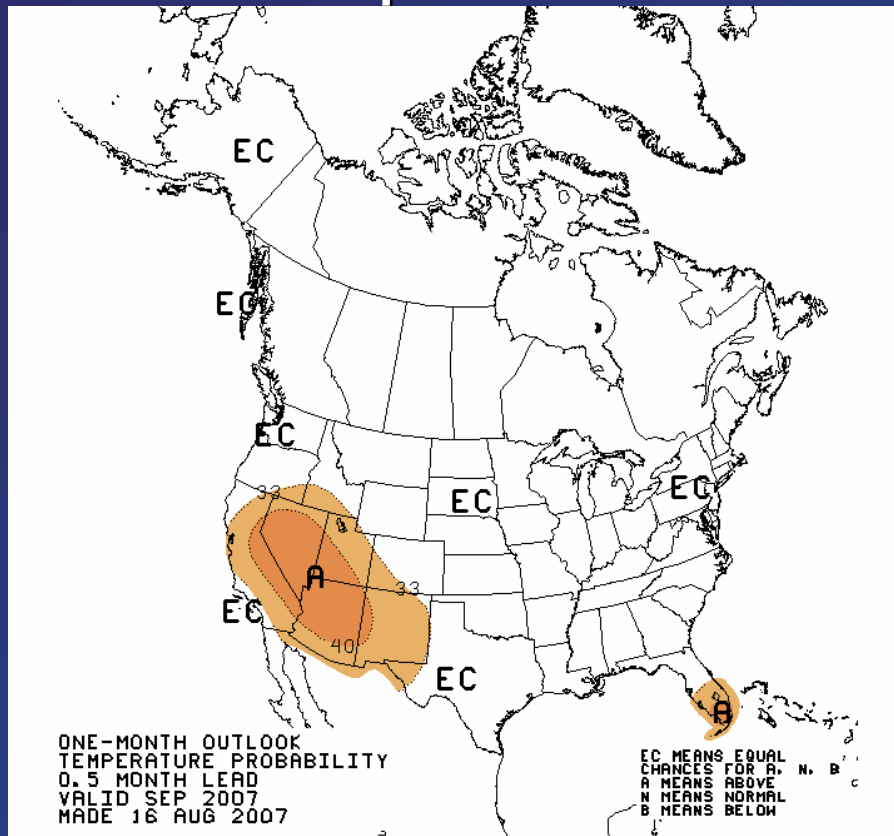 EC
EC
EC
33
EC
EC
A
33
EC
40
EC
A
ONE-MONTH OUTLOOK
TEMPERATURE PROBABILITY
0.5 MONTH LEAD
VALID SEP 2007
MADE 16 AUG 2007
EC MEANS EQUAL
CHANCES FOR A, N, B
A MEANS ABOVE
N MEANS NORMAL
B MEANS BELOW